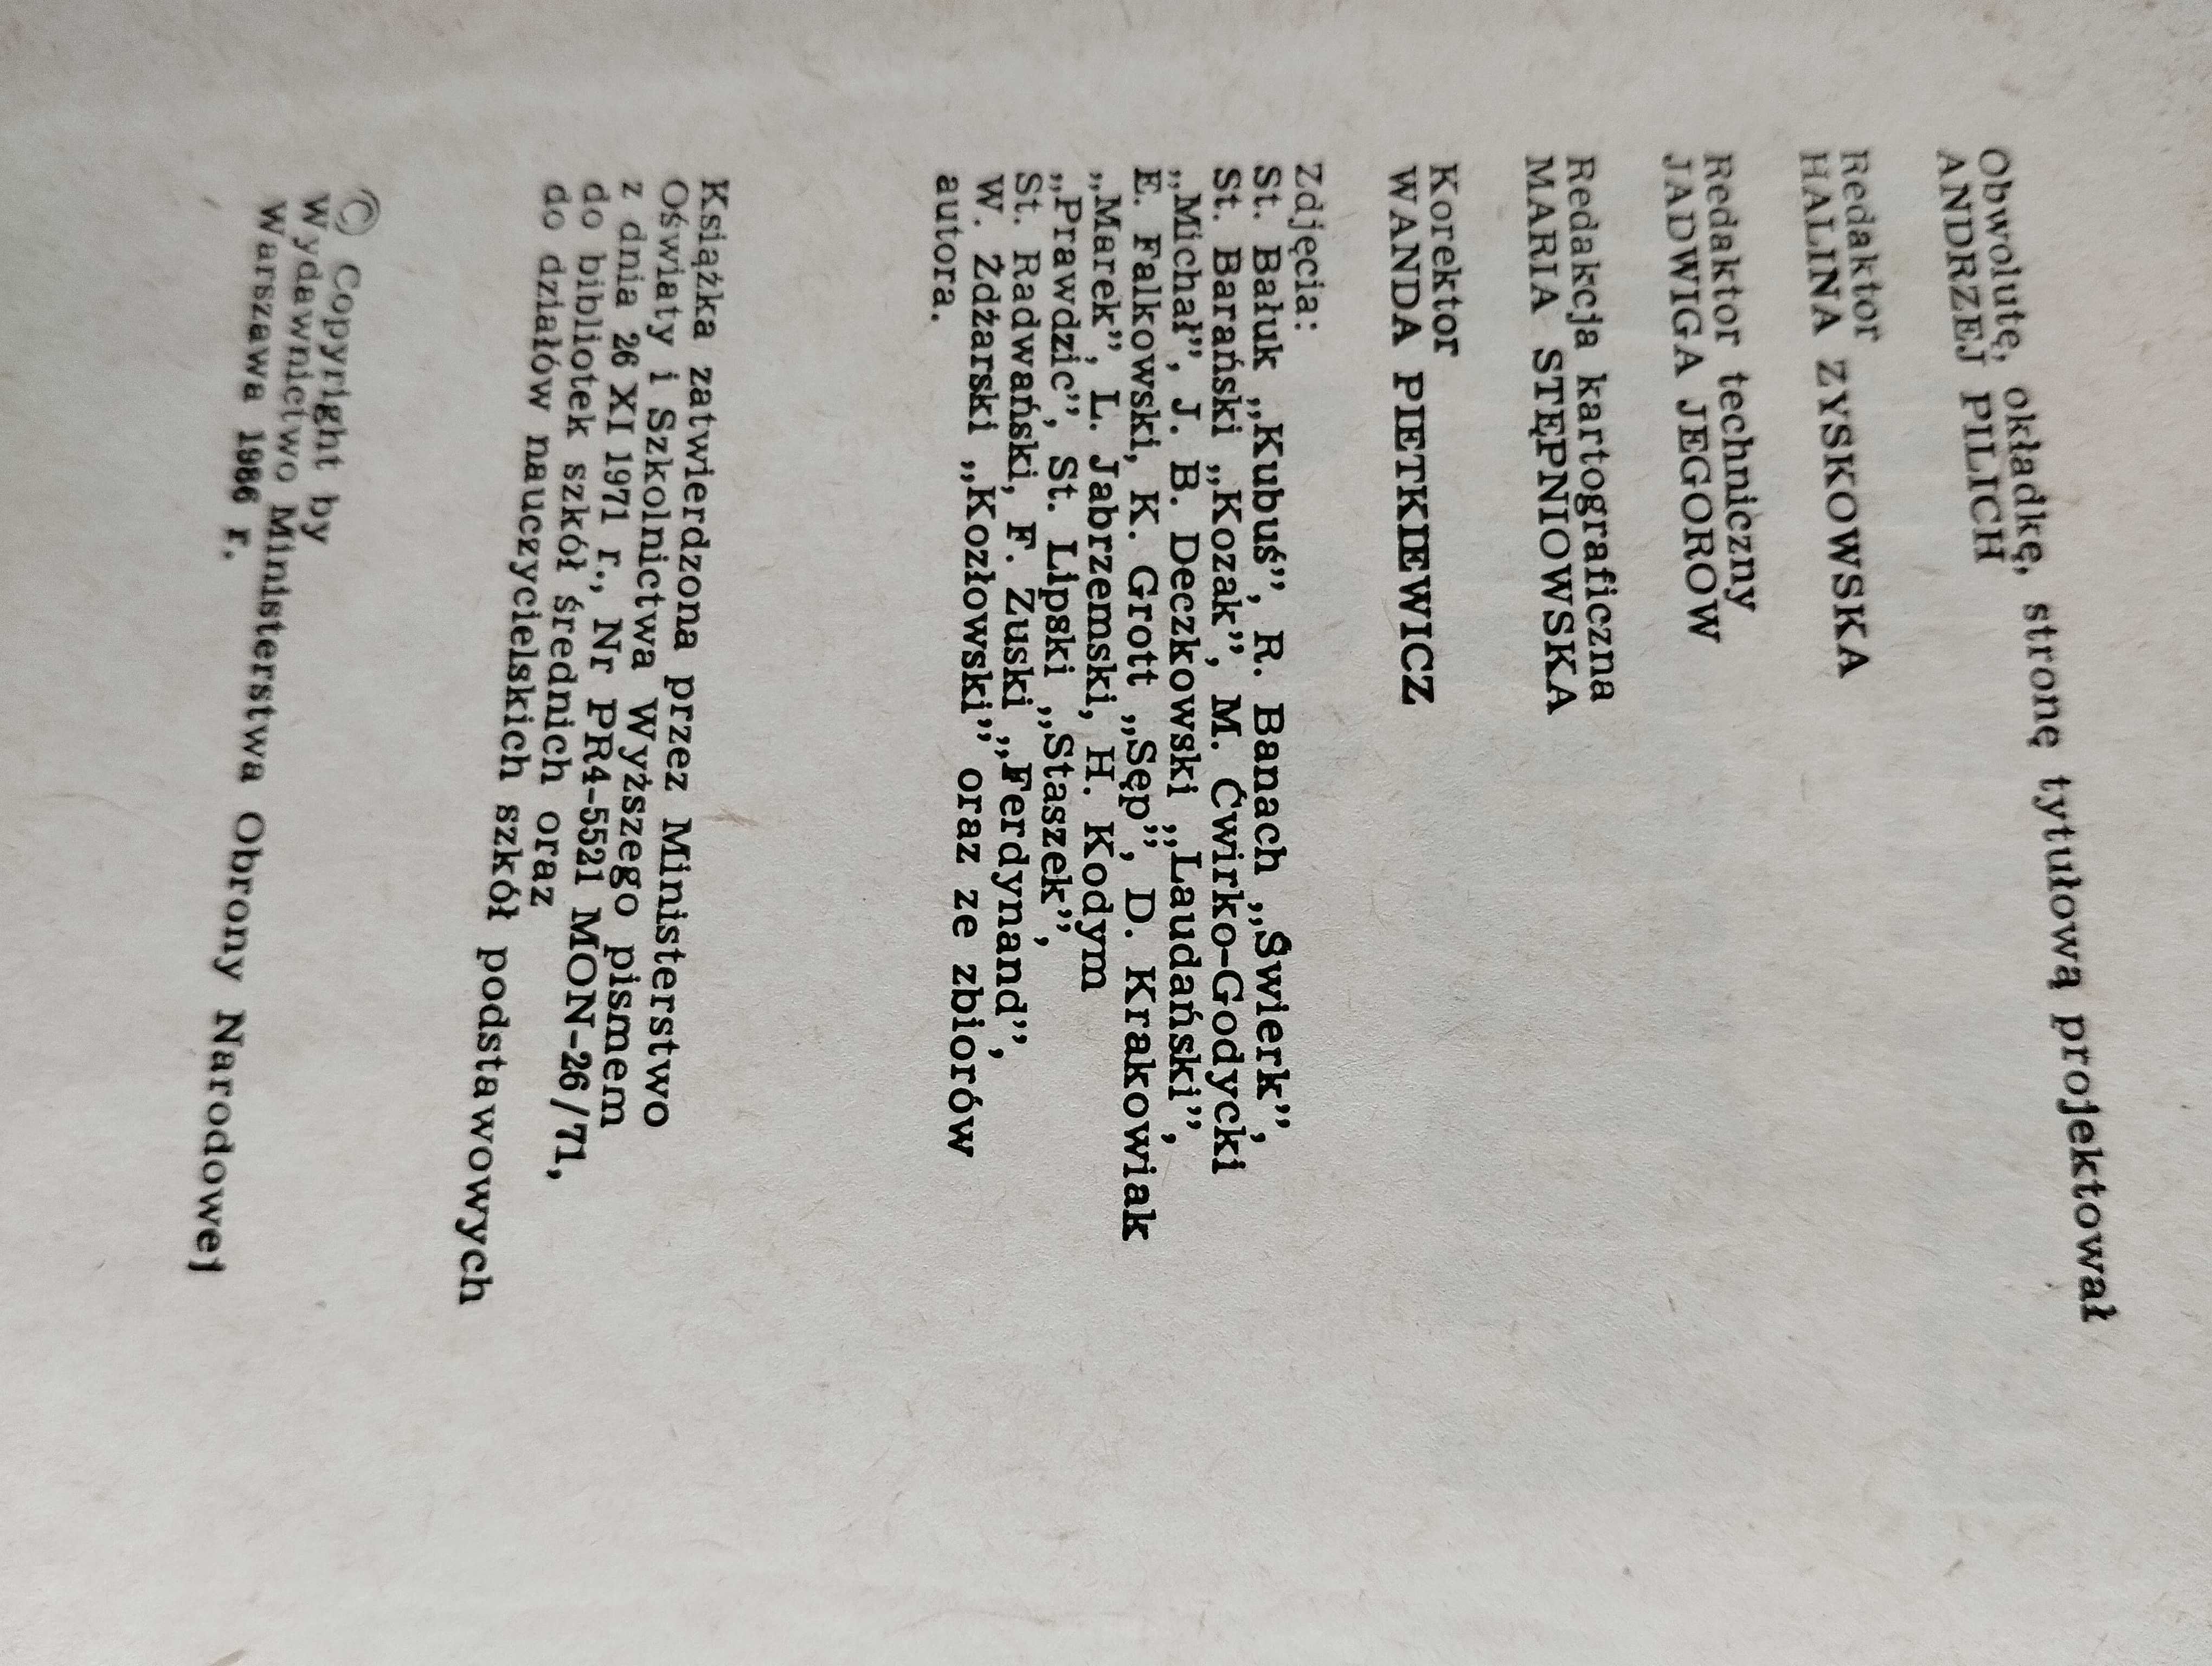 Obwolutę, okładkę, stronę tytułową projektował
ANDRZEJ PILICH
Redaktor
HALINA ZYSKOWSKA
Redaktor techniczny
JADWIGA JEGOROW
Redakcja kartograficzna
MARIA STĘPNIOWSKA
Korektor
WANDA PIETKIEWICZ
Zdjęcia:
St. Bałuk „Kubuś”, R. Banach „Świerk”,
St. Barański „Kozak”, M. Ćwirko-Godycki
„Michał”, J. B. Deczkowski „Laudański”,
E. Falkowski, K. Grott „Sęp”, D. Krakowiak
„Marek”, L. Jabrzemski, H. Kodym
„Prawdzic”, St. Lipski „Staszek”,
St. Radwański, F. Żuski „Ferdynand”,
W. Żdżarski „Kozłowski” oraz ze zbiorów
autora.
Książka zatwierdzona przez Ministerstwo
Oświaty i Szkolnictwa Wyższego pismem
z dnia 26 XI 1971 r., Nr PR4-5521 MON-26/71,
do bibliotek szkół średnich oraz
do działów nauczycielskich szkół podstawowych
© Copyright by
Wydawnictwo Ministerstwa Obrony Narodowej
Warszawa 1986 r.